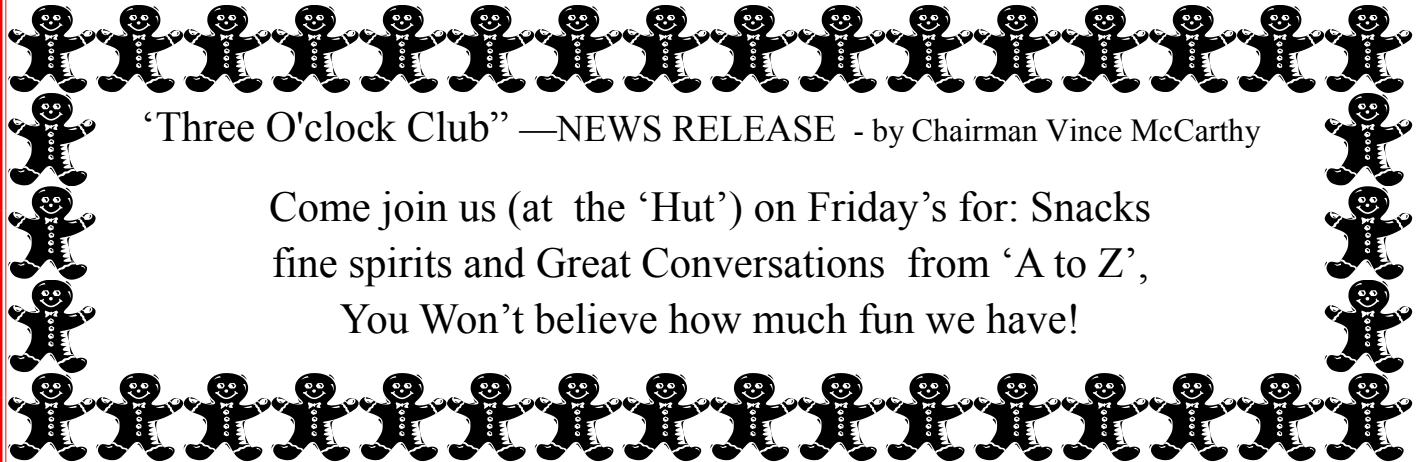 ‘Three O'clock Club” —NEWS RELEASE - by Chairman Vince McCarthy
Come join us (at the ‘Hut’) on Friday’s for: Snacks
fine spirits and Great Conversations from ‘A to Z’,
You Won’t believe how much fun we have!